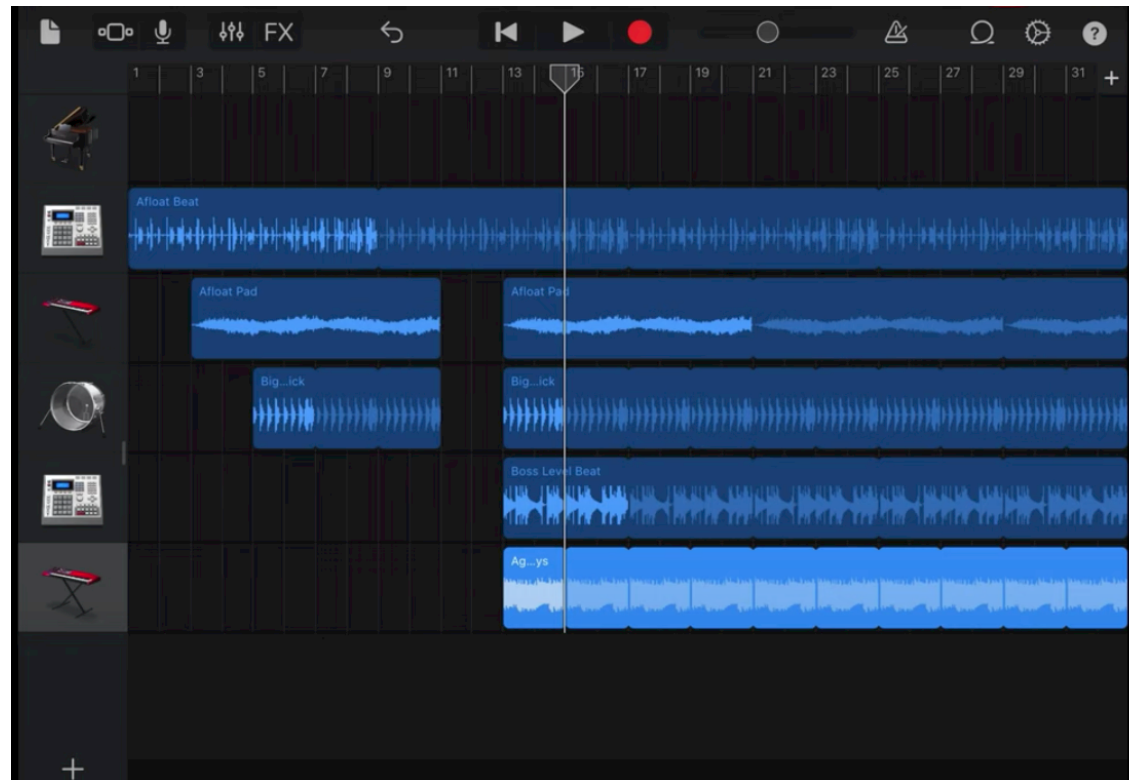 FX
?
1 3 5 7 9 11 13 15 17 19 21 23 25 27 29 31 +
Afloat Beat
Afloat Pad Afloat Pad
Big...ick Big...ick
Boss Level Beat
Ag...ys
+